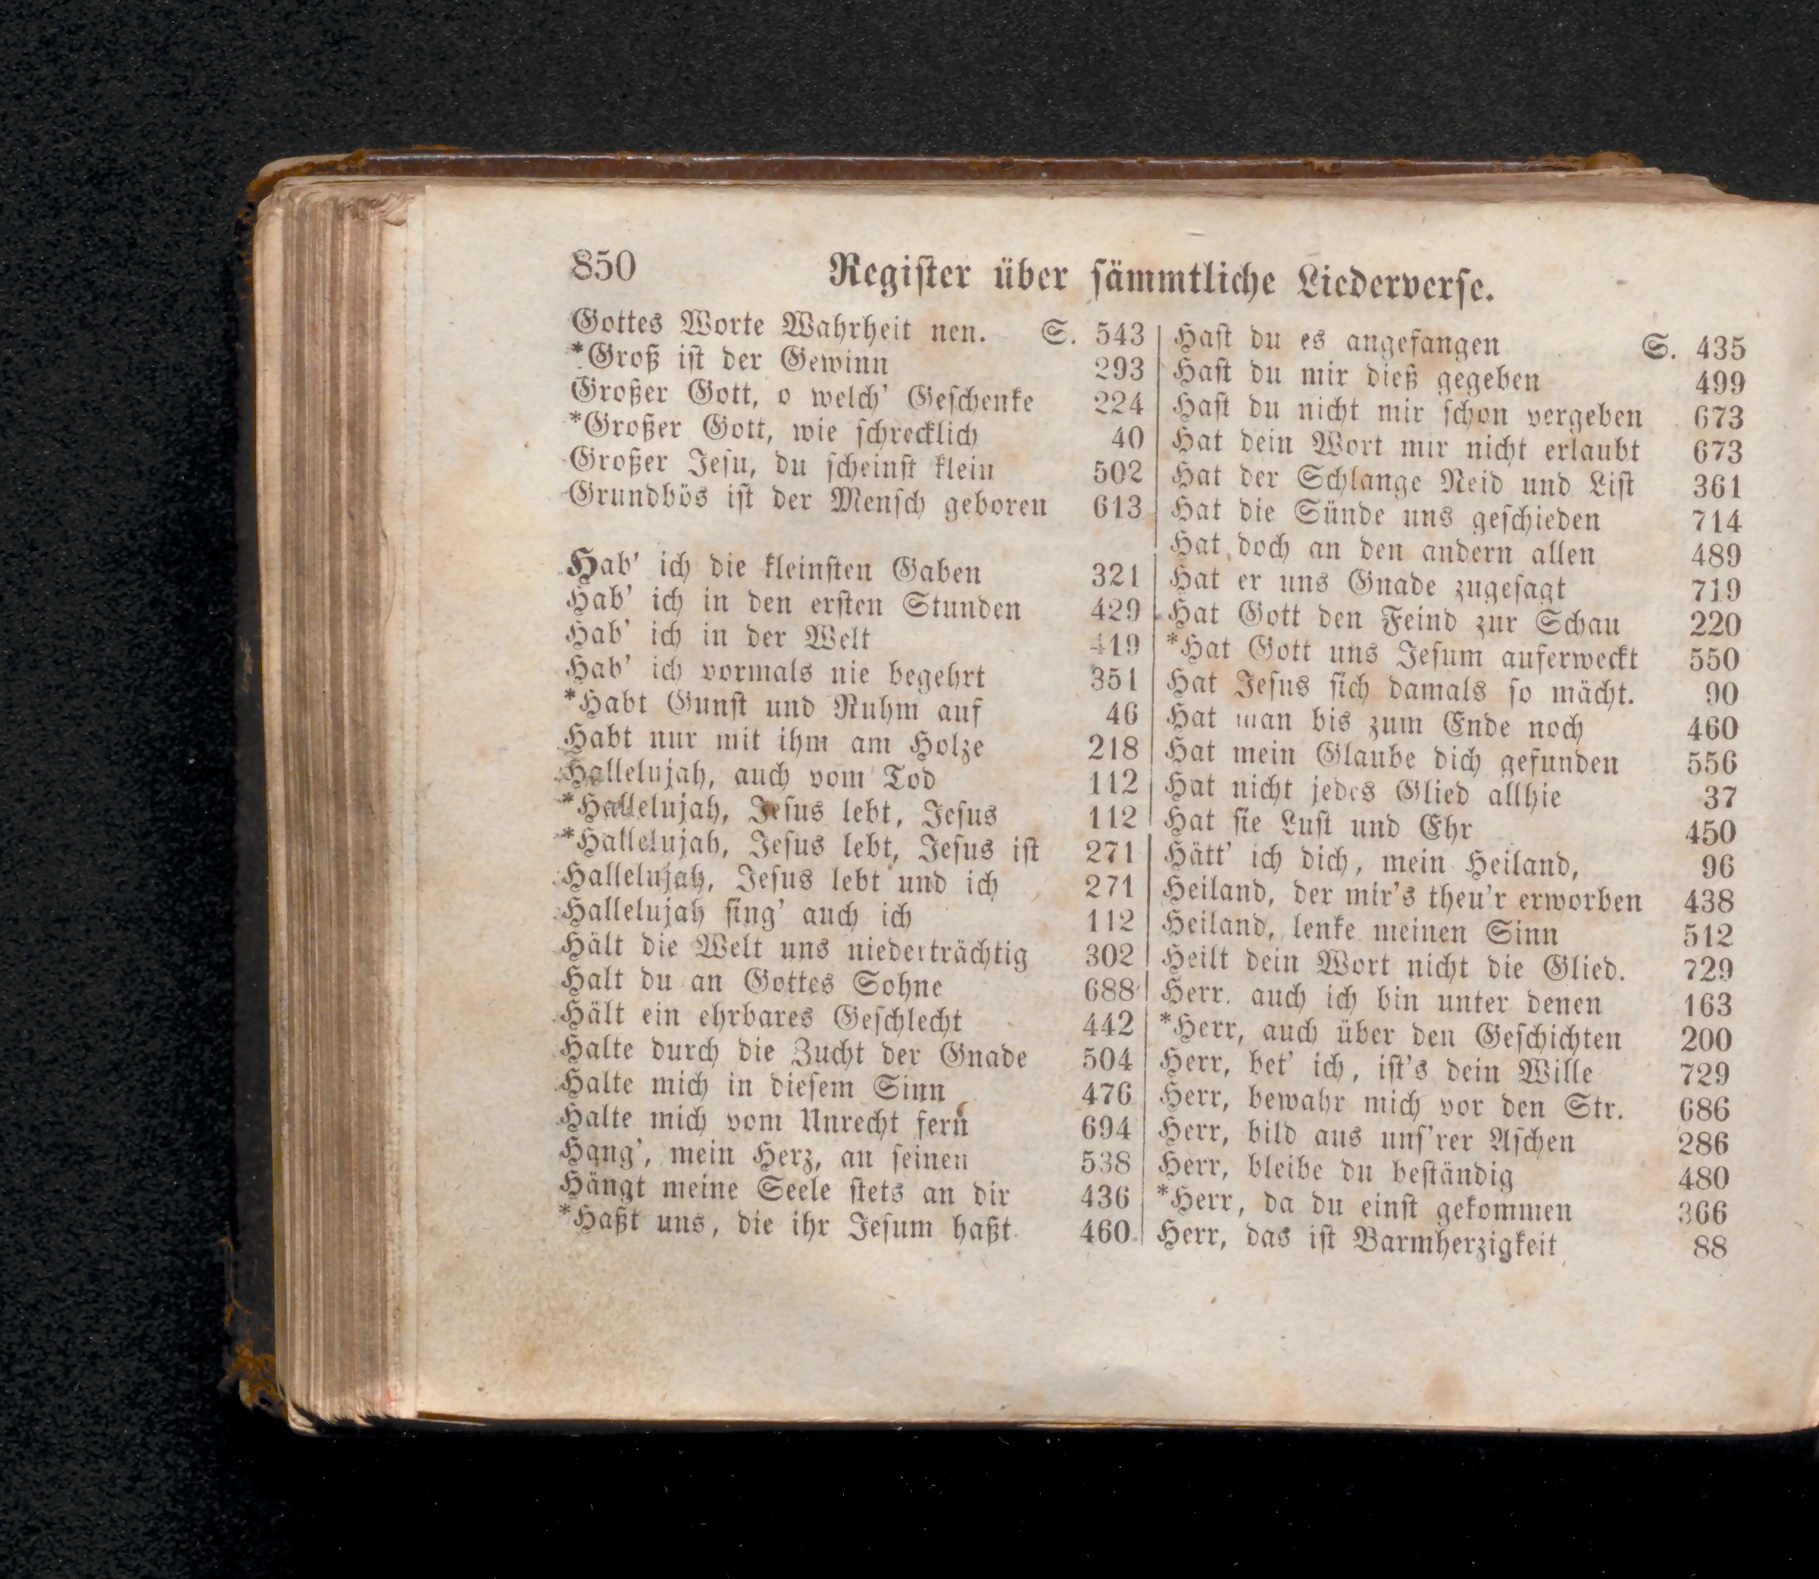 850
Register über sämmtliche Liederverse.
Gottes Worte Wahrheit nen. S. 543
*Groß ist der Gewinn 293
Großer Gott, o welch' Geschenke 224
*Großer Gott, wie schrecklich 40
Großer Jesu, du scheinst klein 502
Grundbös ist der Mensch geboren 613
Hab' ich die kleinsten Gaben 321
Hab' ich in den ersten Stunden 429
Hab' ich in der Welt 419
Hab' ich vormals nie begehrt 351
*Habt Gunst und Ruhm auf 46
Habt nur mit ihm am Holze 218
Hallelujah, auch vom Tod 112
*Hallelujah, Jesus lebt, Jesus 112
*Hallelujah, Jesus lebt, Jesus ist 271
Hallelujah, Jesus lebt und ich 271
Hallelujah sing' auch ich 112
Hält die Welt uns niederträchtig 302
Halt du an Gottes Sohne 688
Hält ein ehrbares Geschlecht 442
Halte durch die Zucht der Gnade 504
Halte mich in diesem Sinn 476
Halte mich vom Unrecht fern 694
Hang', mein Herz, an seinen 538
Hängt meine Seele stets an dir 436
*Haßt uns, die ihr Jesum haßt 460
Hast du es angefangen S. 435
Hast du mir dieß gegeben 499
Hast du nicht mir schon vergeben 673
Hat dein Wort mir nicht erlaubt 673
Hat der Schlange Neid und List 361
Hat die Sünde uns geschieden 714
Hat doch an den andern allen 489
Hat er uns Gnade zugesagt 719
Hat Gott den Feind zur Schau 220
*Hat Gott uns Jesum auferweckt 550
Hat Jesus sich damals so mächt. 90
Hat man bis zum Ende noch 460
Hat mein Glaube dich gefunden 556
Hat nicht jedes Glied allhie 37
Hat sie Lust und Ehr 450
Hätt' ich dich, mein Heiland, 96
Heiland, der mir's theu'r erworben 438
Heiland, lenke meinen Sinn 512
Heilt dein Wort nicht die Glied. 729
Herr, auch ich bin unter denen 163
*Herr, auch über den Geschichten 200
Herr, bet' ich, ist's dein Wille 729
Herr, bewahr mich vor den Str. 686
Herr, bild aus uns'rer Aschen 286
Herr, bleibe du beständig 480
*Herr, da du einst gekommen 366
Herr, das ist Barmherzigkeit 88